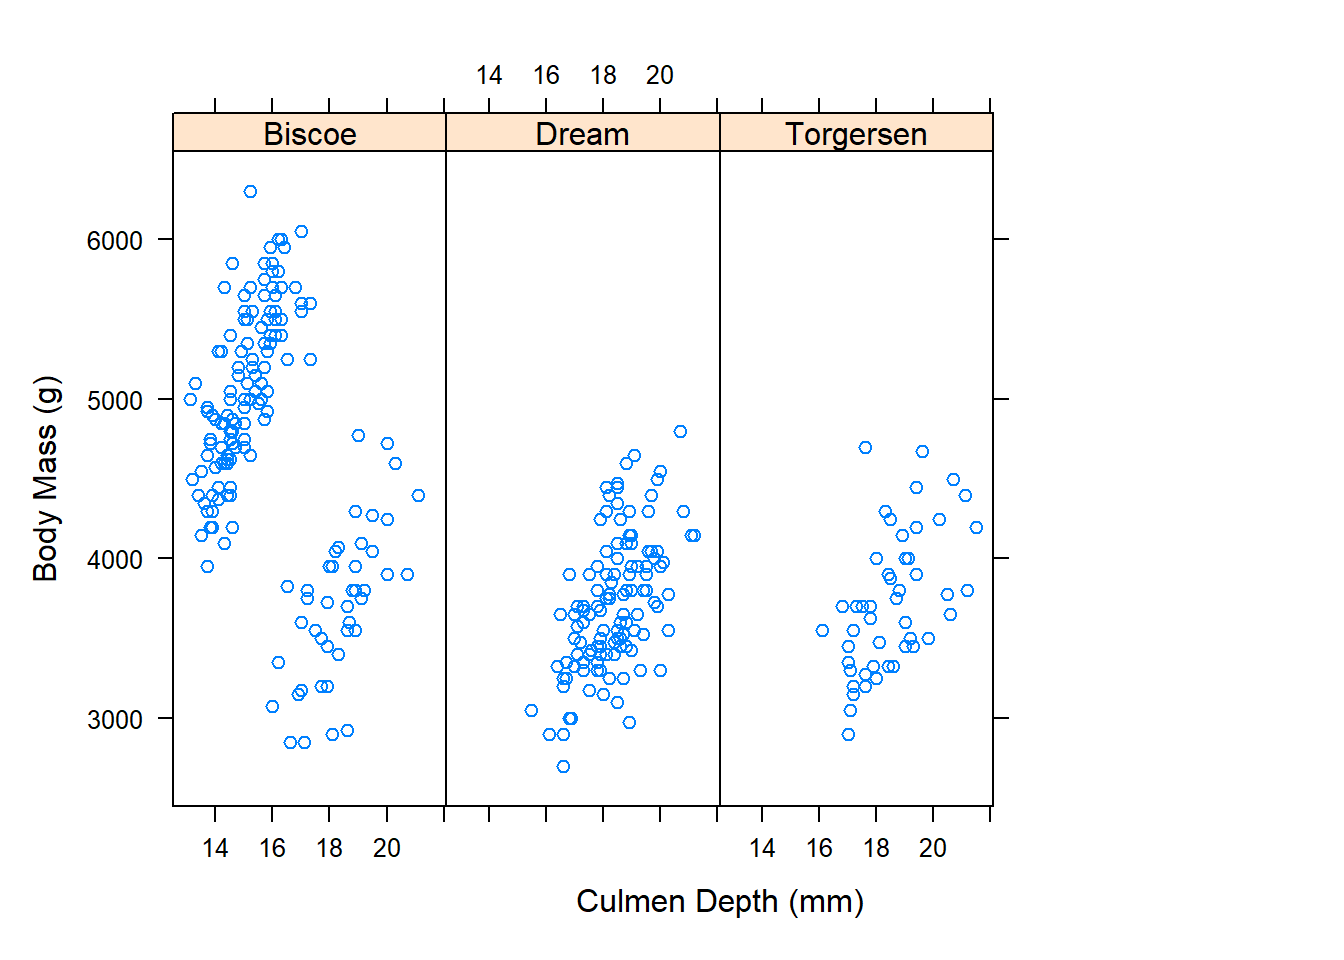 14 16 18 20
Biscoe Dream Torgersen
6000
5000
4000
3000
Body Mass (g)
14 16 18 20 14 16 18 20
Culmen Depth (mm)